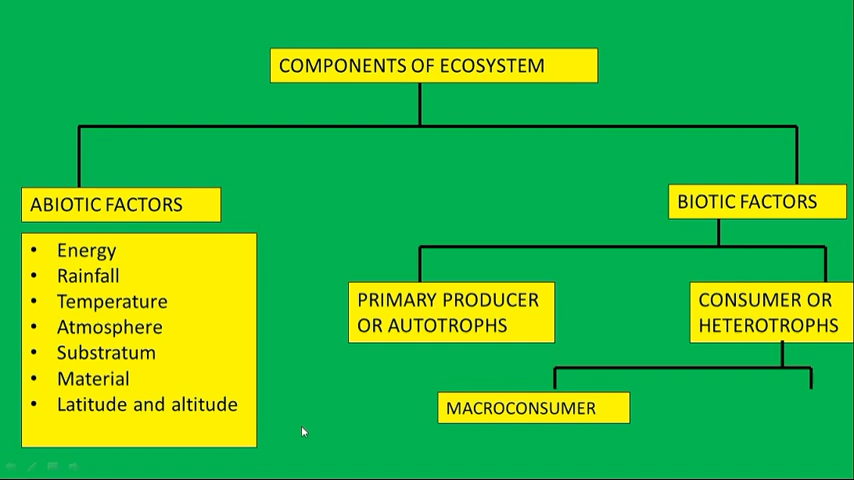 COMPONENTS OF ECOSYSTEM
ABIOTIC FACTORS
• Energy
• Rainfall
• Temperature
• Atmosphere
• Substratum
• Material
• Latitude and altitude
BIOTIC FACTORS
PRIMARY PRODUCER
OR AUTOTROPHS
CONSUMER OR
HETEROTROPHS
MACROCONSUMER